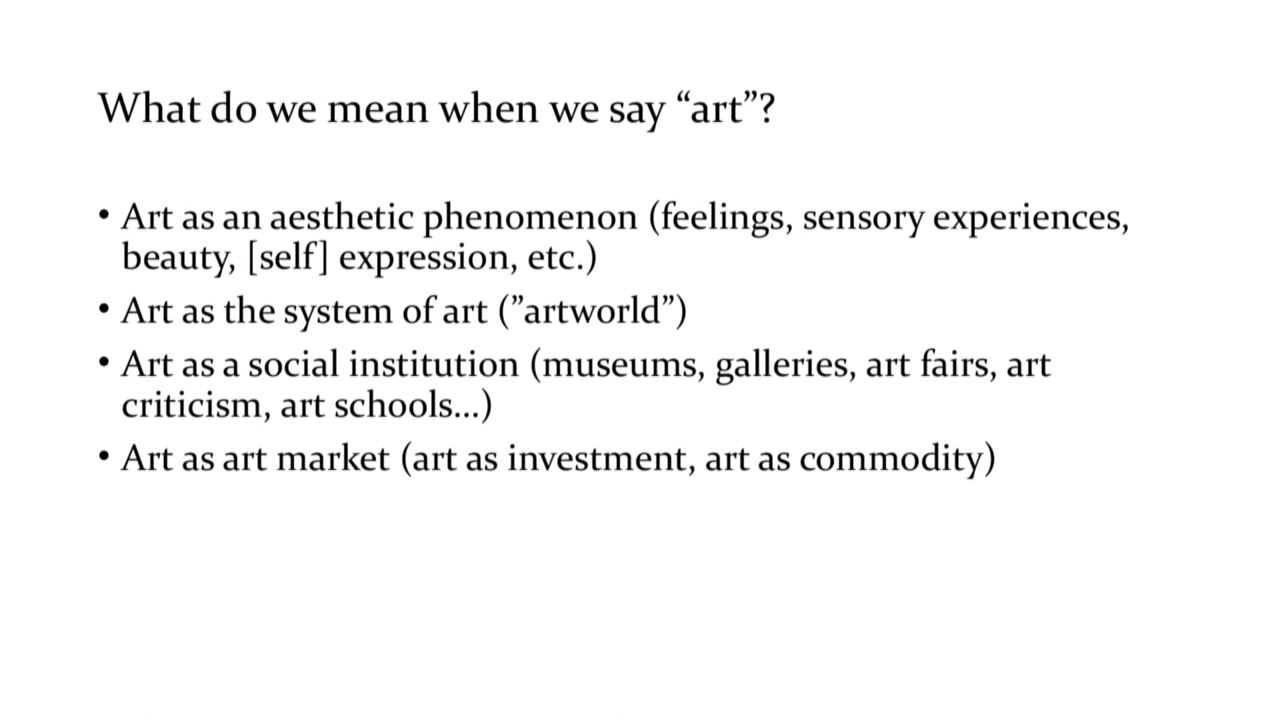 What do we mean when we say “art”?
• Art as an aesthetic phenomenon (feelings, sensory experiences,
beauty, [self] expression, etc.)
• Art as the system of art (”artworld”)
• Art as a social institution (museums, galleries, art fairs, art
criticism, art schools…)
• Art as art market (art as investment, art as commodity)